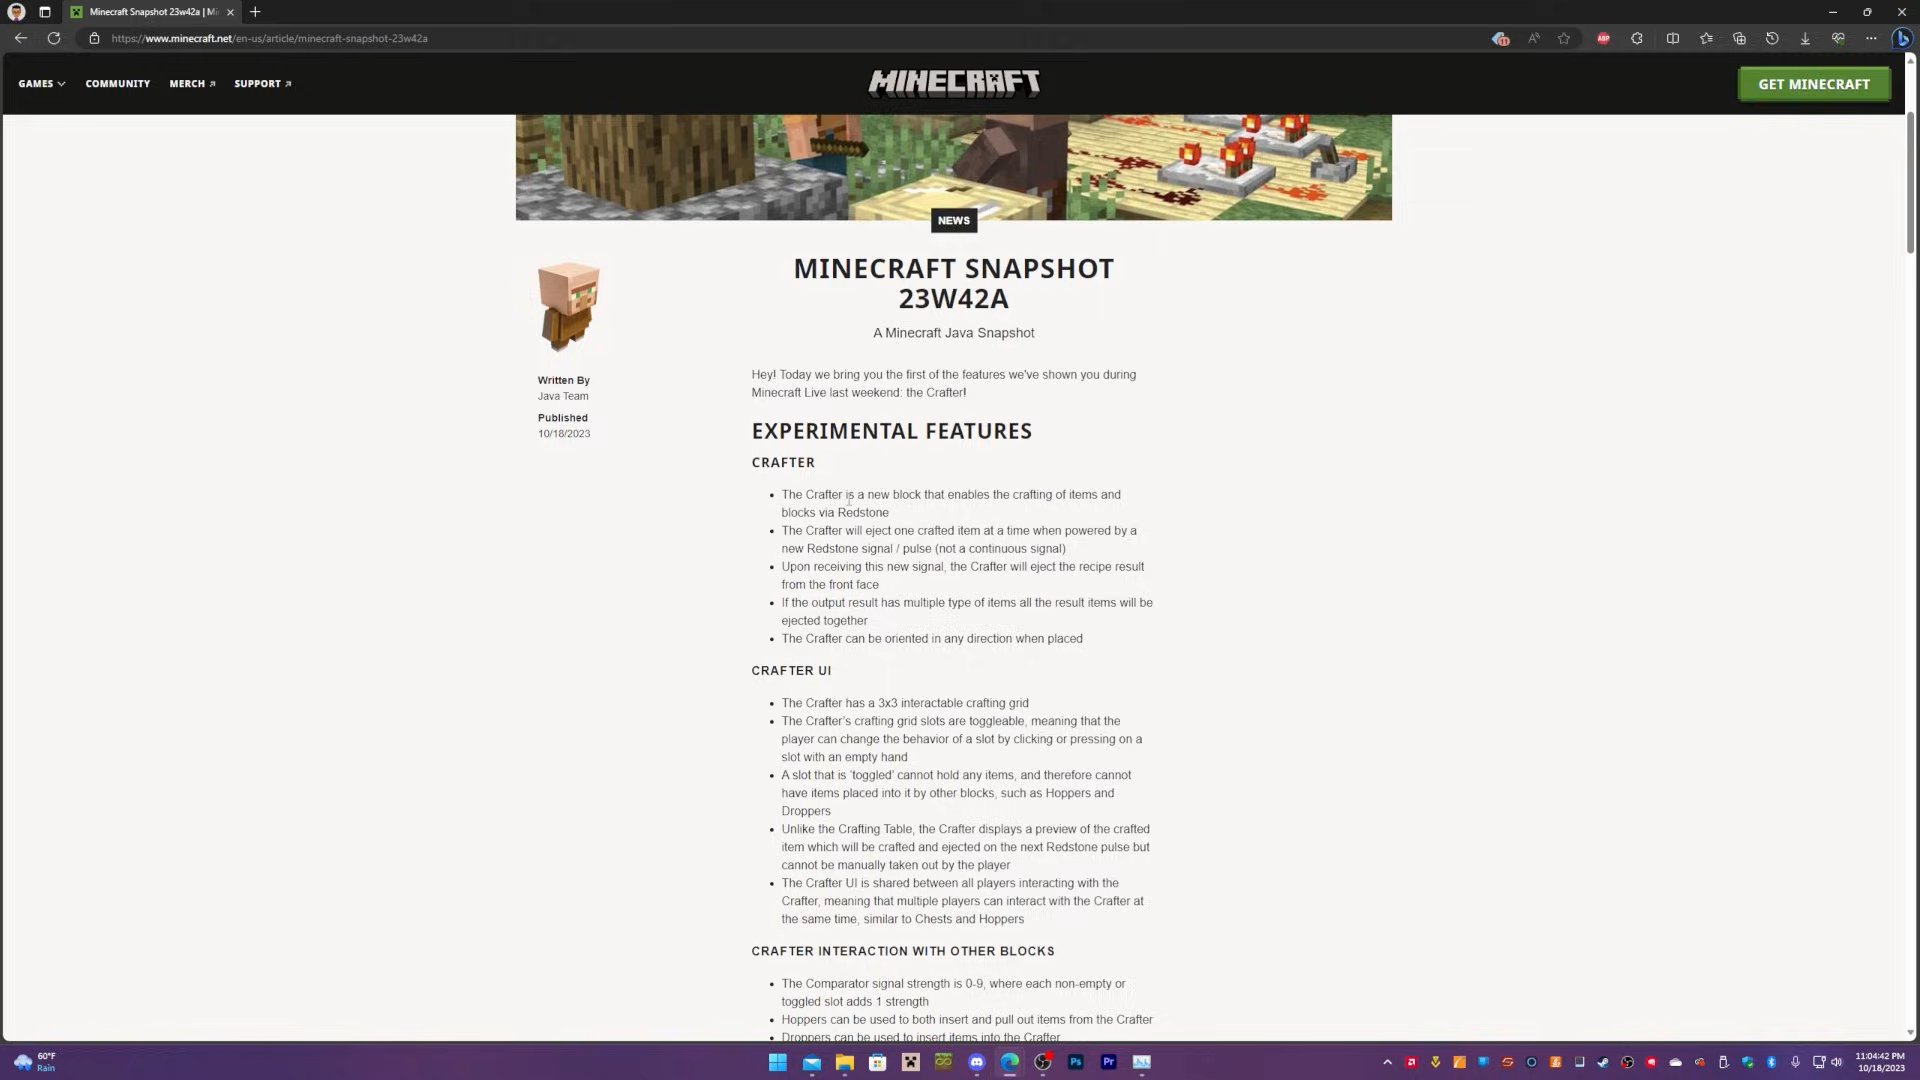 Minecraft Snapshot 23w42a | Mi
https://www.minecraft.net/en-us/article/minecraft-snapshot-23w42a
GAMES
COMMUNITY
MERCH
SUPPORT
MINECRAFT
GET MINECRAFT
NEWS
MINECRAFT SNAPSHOT
23W42A
A Minecraft Java Snapshot
Written By
Java Team
Published
10/18/2023
Hey! Today we bring you the first of the features we've shown you during
Minecraft Live last weekend: the Crafter!
EXPERIMENTAL FEATURES
CRAFTER
• The Crafter is a new block that enables the crafting of items and
blocks via Redstone
• The Crafter will eject one crafted item at a time when powered by a
new Redstone signal / pulse (not a continuous signal)
• Upon receiving this new signal, the Crafter will eject the recipe result
from the front face
• If the output result has multiple type of items all the result items will be
ejected together
• The Crafter can be oriented in any direction when placed
CRAFTER UI
• The Crafter has a 3x3 interactable crafting grid
• The Crafter's crafting grid slots are toggleable, meaning that the
player can change the behavior of a slot by clicking or pressing on a
slot with an empty hand
• A slot that is 'toggled' cannot hold any items, and therefore cannot
have items placed into it by other blocks, such as Hoppers and
Droppers
• Unlike the Crafting Table, the Crafter displays a preview of the crafted
item which will be crafted and ejected on the next Redstone pulse but
cannot be manually taken out by the player
• The Crafter UI is shared between all players interacting with the
Crafter, meaning that multiple players can interact with the Crafter at
the same time, similar to Chests and Hoppers
CRAFTER INTERACTION WITH OTHER BLOCKS
• The Comparator signal strength is 0-9, where each non-empty or
toggled slot adds 1 strength
• Hoppers can be used to both insert and pull out items from the Crafter
• Droppers can be used to insert items into the Crafter
60°F
Rain
Ps
Pr
11:04:42 PM
10/18/2023